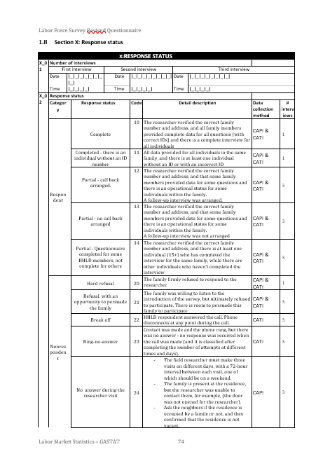 Labor Force Survey Revised Questionnaire
1.B Section X: Response status
x RESPONSE STATUS
X_0 Number of interviews
1 First interview Second interview Third interview
Date Date Date
Time Time Time
X_0 Response status
2 Category Response status Code Detail description Data collection method # interviews
Respondent
Complete 10 The researcher verified the correct family
number and address, and all family members
provided complete data for all questions (with
correct IDs) and there is a complete interview for
all individuals CAPI & CATI 1
Completed - there is an
individual without an ID
number 11 All data provided for all individuals in the same
family, and there is at least one individual
without an ID or with an incorrect ID CAPI & CATI 1
Partial - call back
arranged. 12 The researcher verified the correct family
number and address, and that some family
members provided data for some questions and
there is an operational status for some
individuals within the family.
A follow-up interview was arranged CAPI & CATI 3
Partial - no call back
arranged 13 The researcher verified the correct family
number and address, and that some family
members provided data for some questions and
there is an operational status for some
individuals within the family.
A follow-up interview was not arranged CAPI & CATI
Partial - Questionnaire
completed for some
HHLD members, not
complete for others 14 The researcher verified the correct family
number and address, and there is at least one
individual (15+) who has completed the
interview for the same family, while there are
other individuals who haven't completed the
interview. CAPI & CATI
Nonrespondent
Hard refusal 20 The family firmly refused to respond to the
researcher CAPI & CATI
Refusal, with an
opportunity to persuade
the family 21 The family was willing to listen to the
introduction of the survey, but ultimately refused
to participate. There is room to persuade this
family to participate CAPI & CATI
Break off 22 HHLD respondent answered the call. Phone
disconnects at any point during the call. CATI
Ring no answer 23 Contact was made and the phone rang, but there
was no answer - no response was received when
the call was made (and it is classified after
completing the number of attempts at different
times and days). CATI
No answer during the
researcher visit 24 - The field researcher must make three
visits on different days, with a 72-hour
interval between each visit, one of
which should be on a weekend.
- The family is present at the residence,
but the researcher was unable to
contact them, for example, (the door
was not opened for the researcher).
- Ask the neighbors if the residence is
occupied by a family or not, and then
confirmed that the residence is not
vacant. CAPI 3
Labor Market Statistics – GASTAT 74